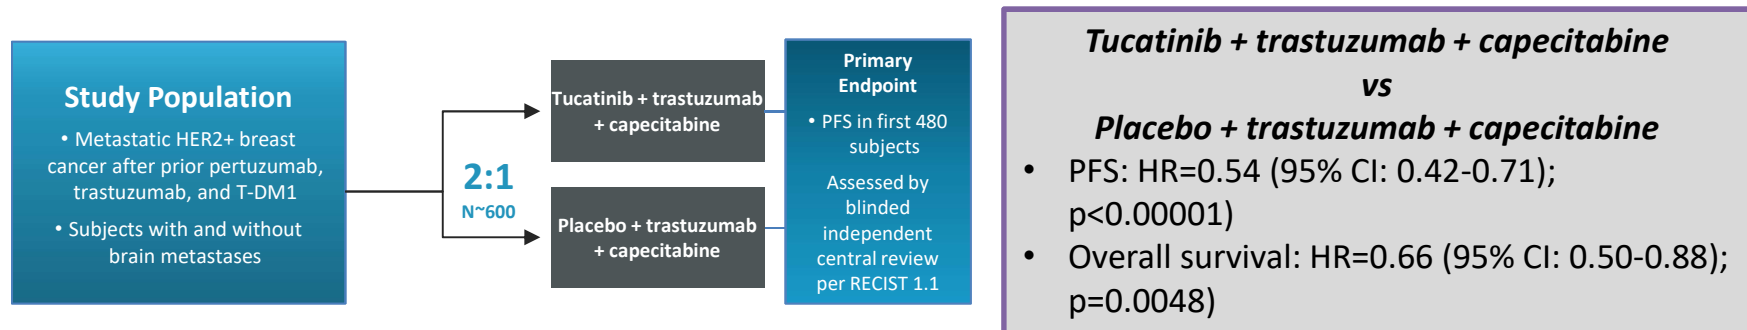 Study Population
• Metastatic HER2+ breast
cancer after prior pertuzumab,
trastuzumab, and T-DM1
• Subjects with and without
brain metastases
2:1
N~600
Tucatinib + trastuzumab
+ capecitabine
Placebo + trastuzumab
+ capecitabine
Primary
Endpoint
• PFS in first 480
subjects
Assessed by
blinded
independent
central review
per RECIST 1.1
Tucatinib + trastuzumab + capecitabine
vs
Placebo + trastuzumab + capecitabine
• PFS: HR=0.54 (95% CI: 0.42-0.71);
p<0.00001)
• Overall survival: HR=0.66 (95% CI: 0.50-0.88);
p=0.0048)